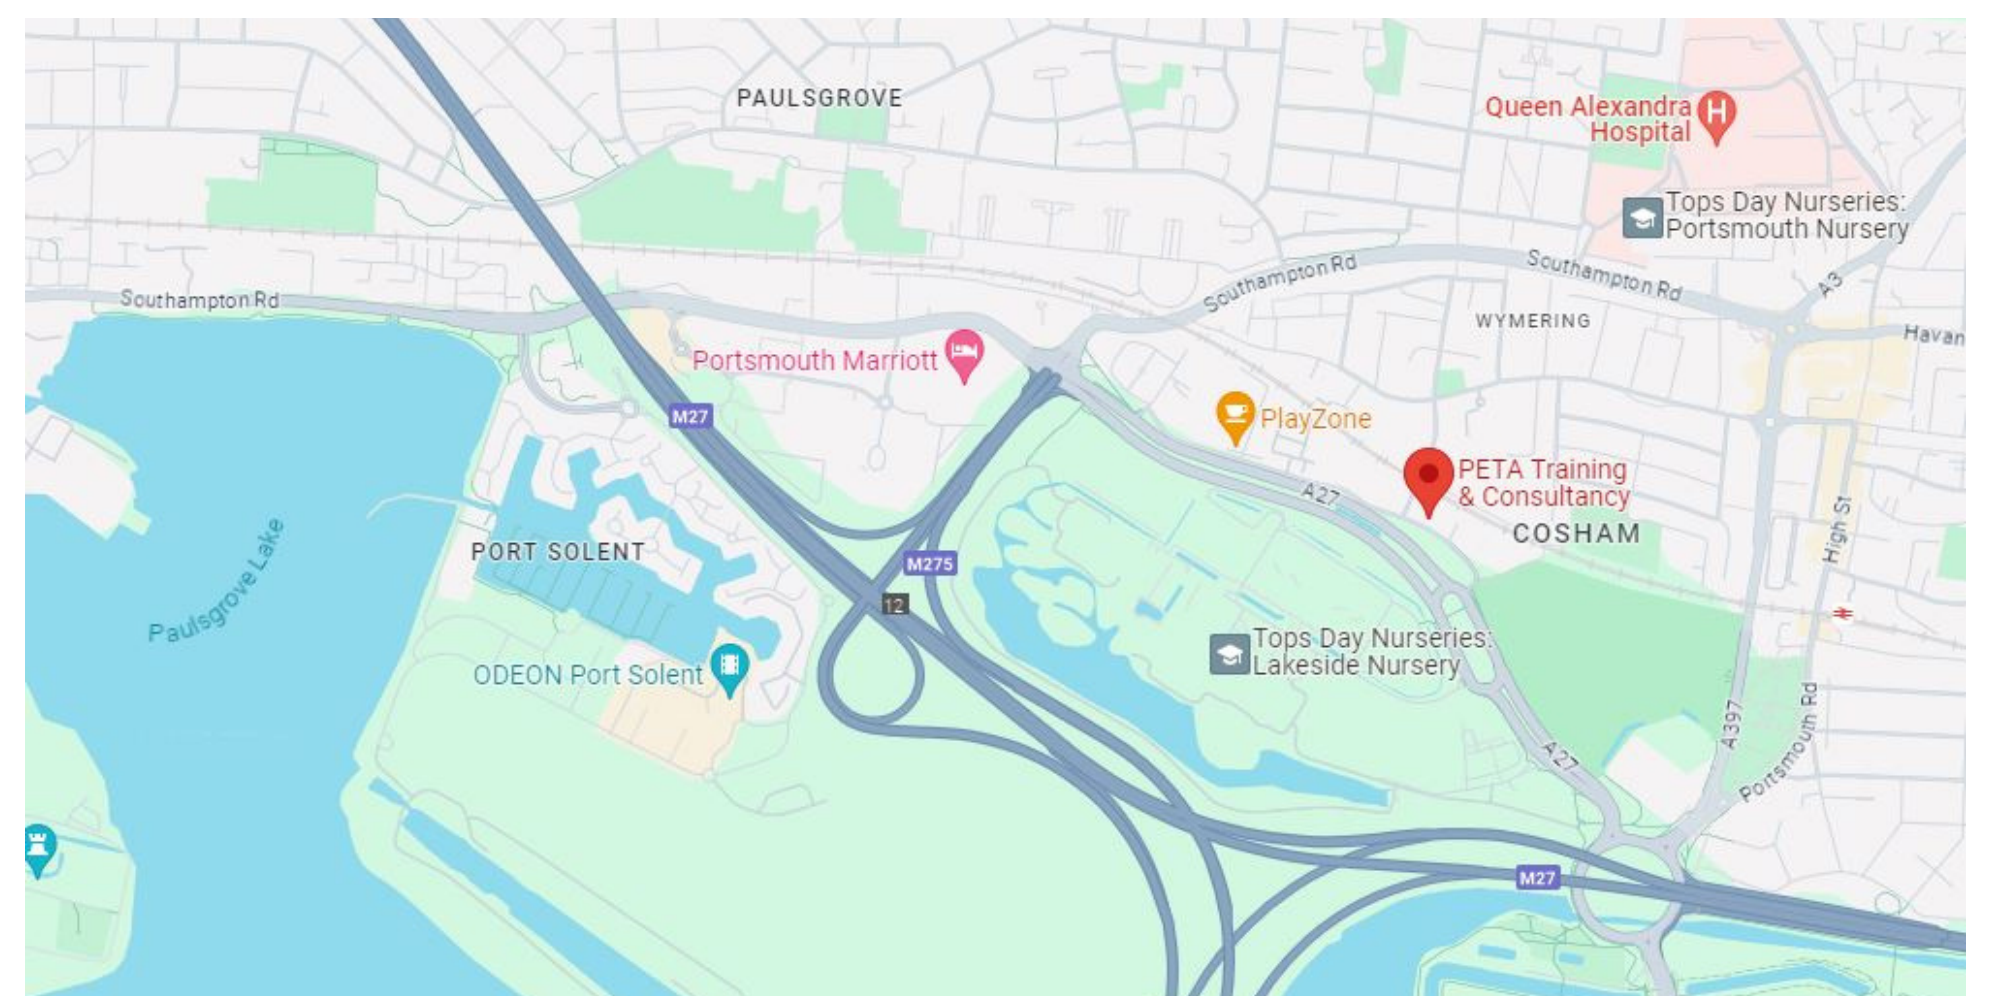 PAULSGROVE
Queen Alexandra
Hospital
Tops Day Nurseries:
Portsmouth Nursery
Southampton Rd
Southampton Rd
A3
Southampton Rd
WYMERING
Havan
Portsmouth Marriott
M27
PlayZone
PETA Training
& Consultancy
A27
COSHAM
High St
Paulsgrove Lake
PORT SOLENT
M275
12
Tops Day Nurseries:
Lakeside Nursery
ODEON Port Solent
A397
Portsmouth Rd
A27
M27